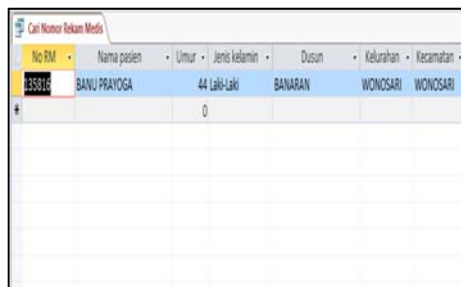 Cari Nomor Rekam Medis
No RM Nama pasien Umur Jenis kelamin Dusun Kelurahan Kecamatan
135816 BANU PRAYOGA 44 Laki-Laki BANARAN WONOSARI WONOSARI
0